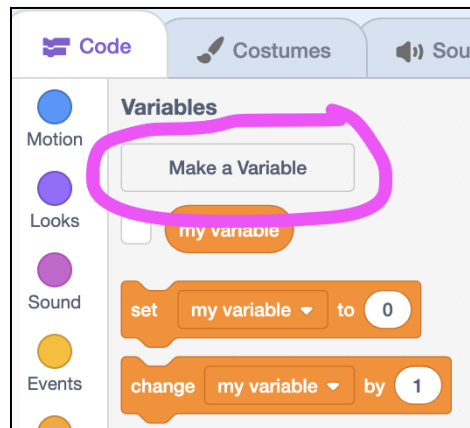 Code Costumes Sou
Variables
Motion
Make a Variable
Looks
my variable
Sound
set my variable to 0
Events
change my variable by 1